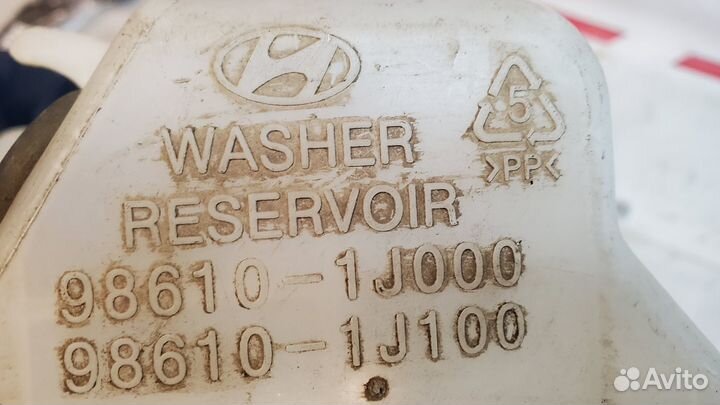 WASHER
5
>PP<
RESERVOIR
98610-1J000
98610-1J100
Avito